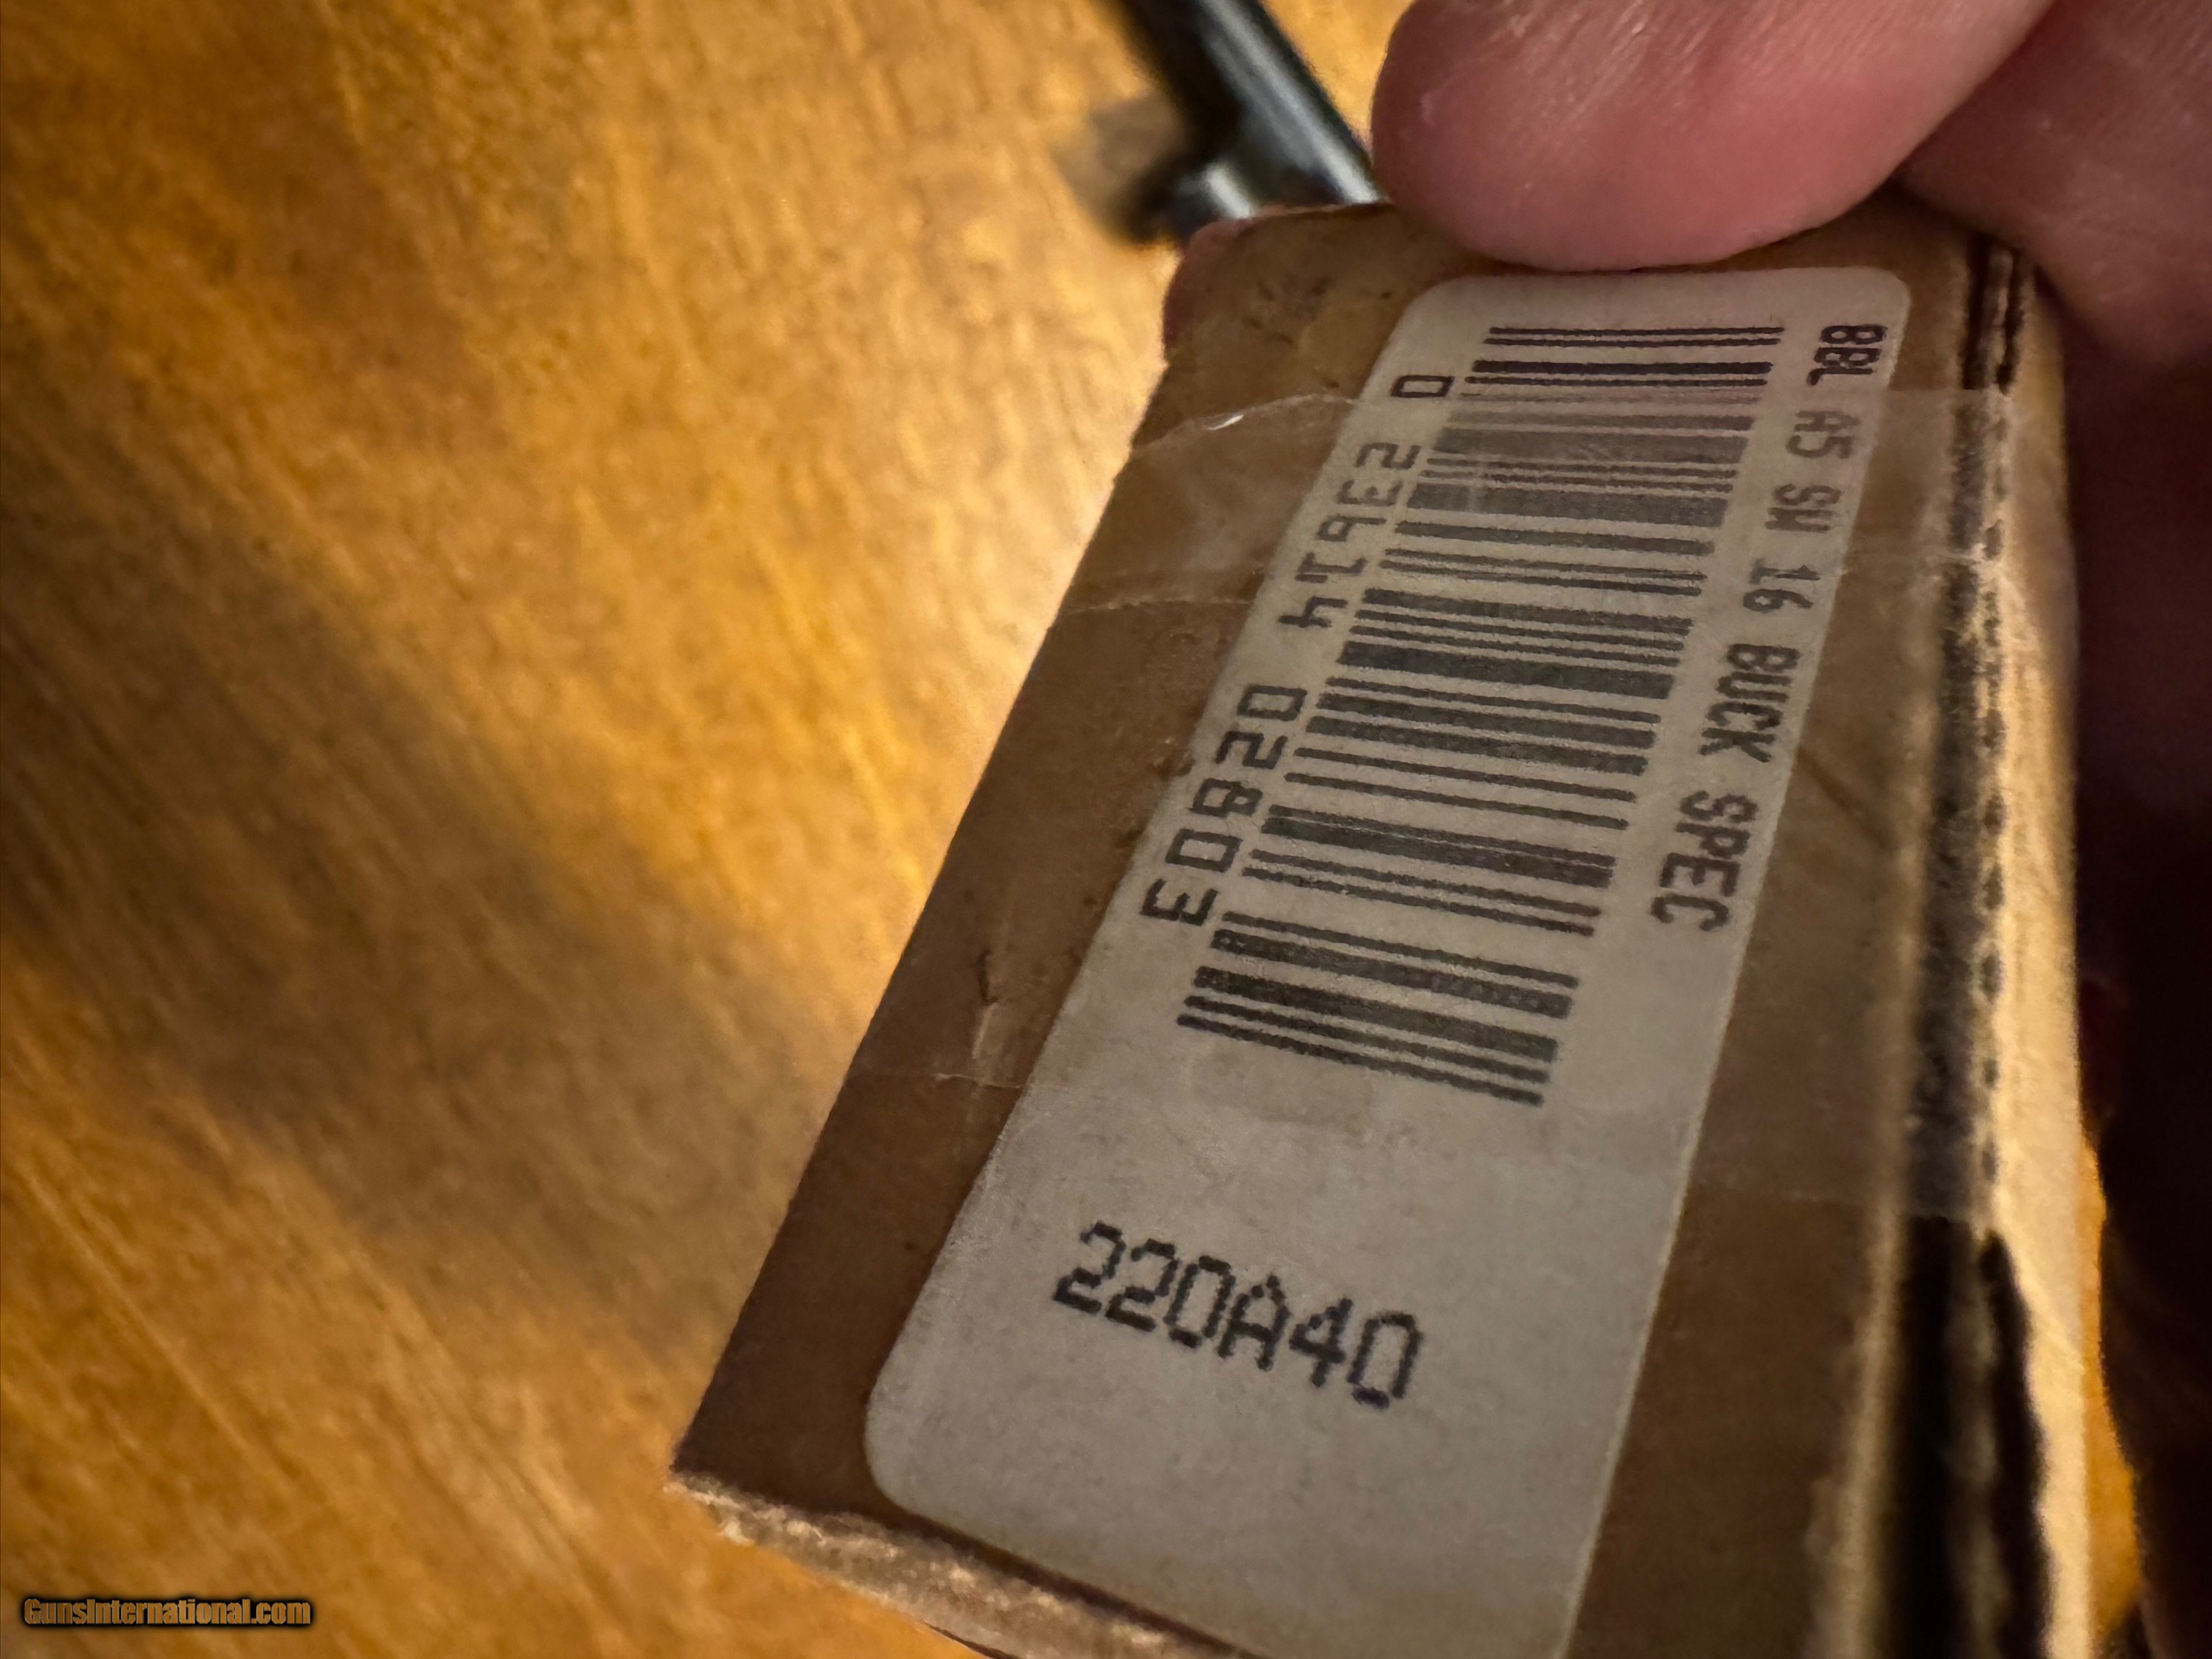 BBL A5 SW 16 BUCK SPEC
0 23614 02803
220A40
GunsInternational.com